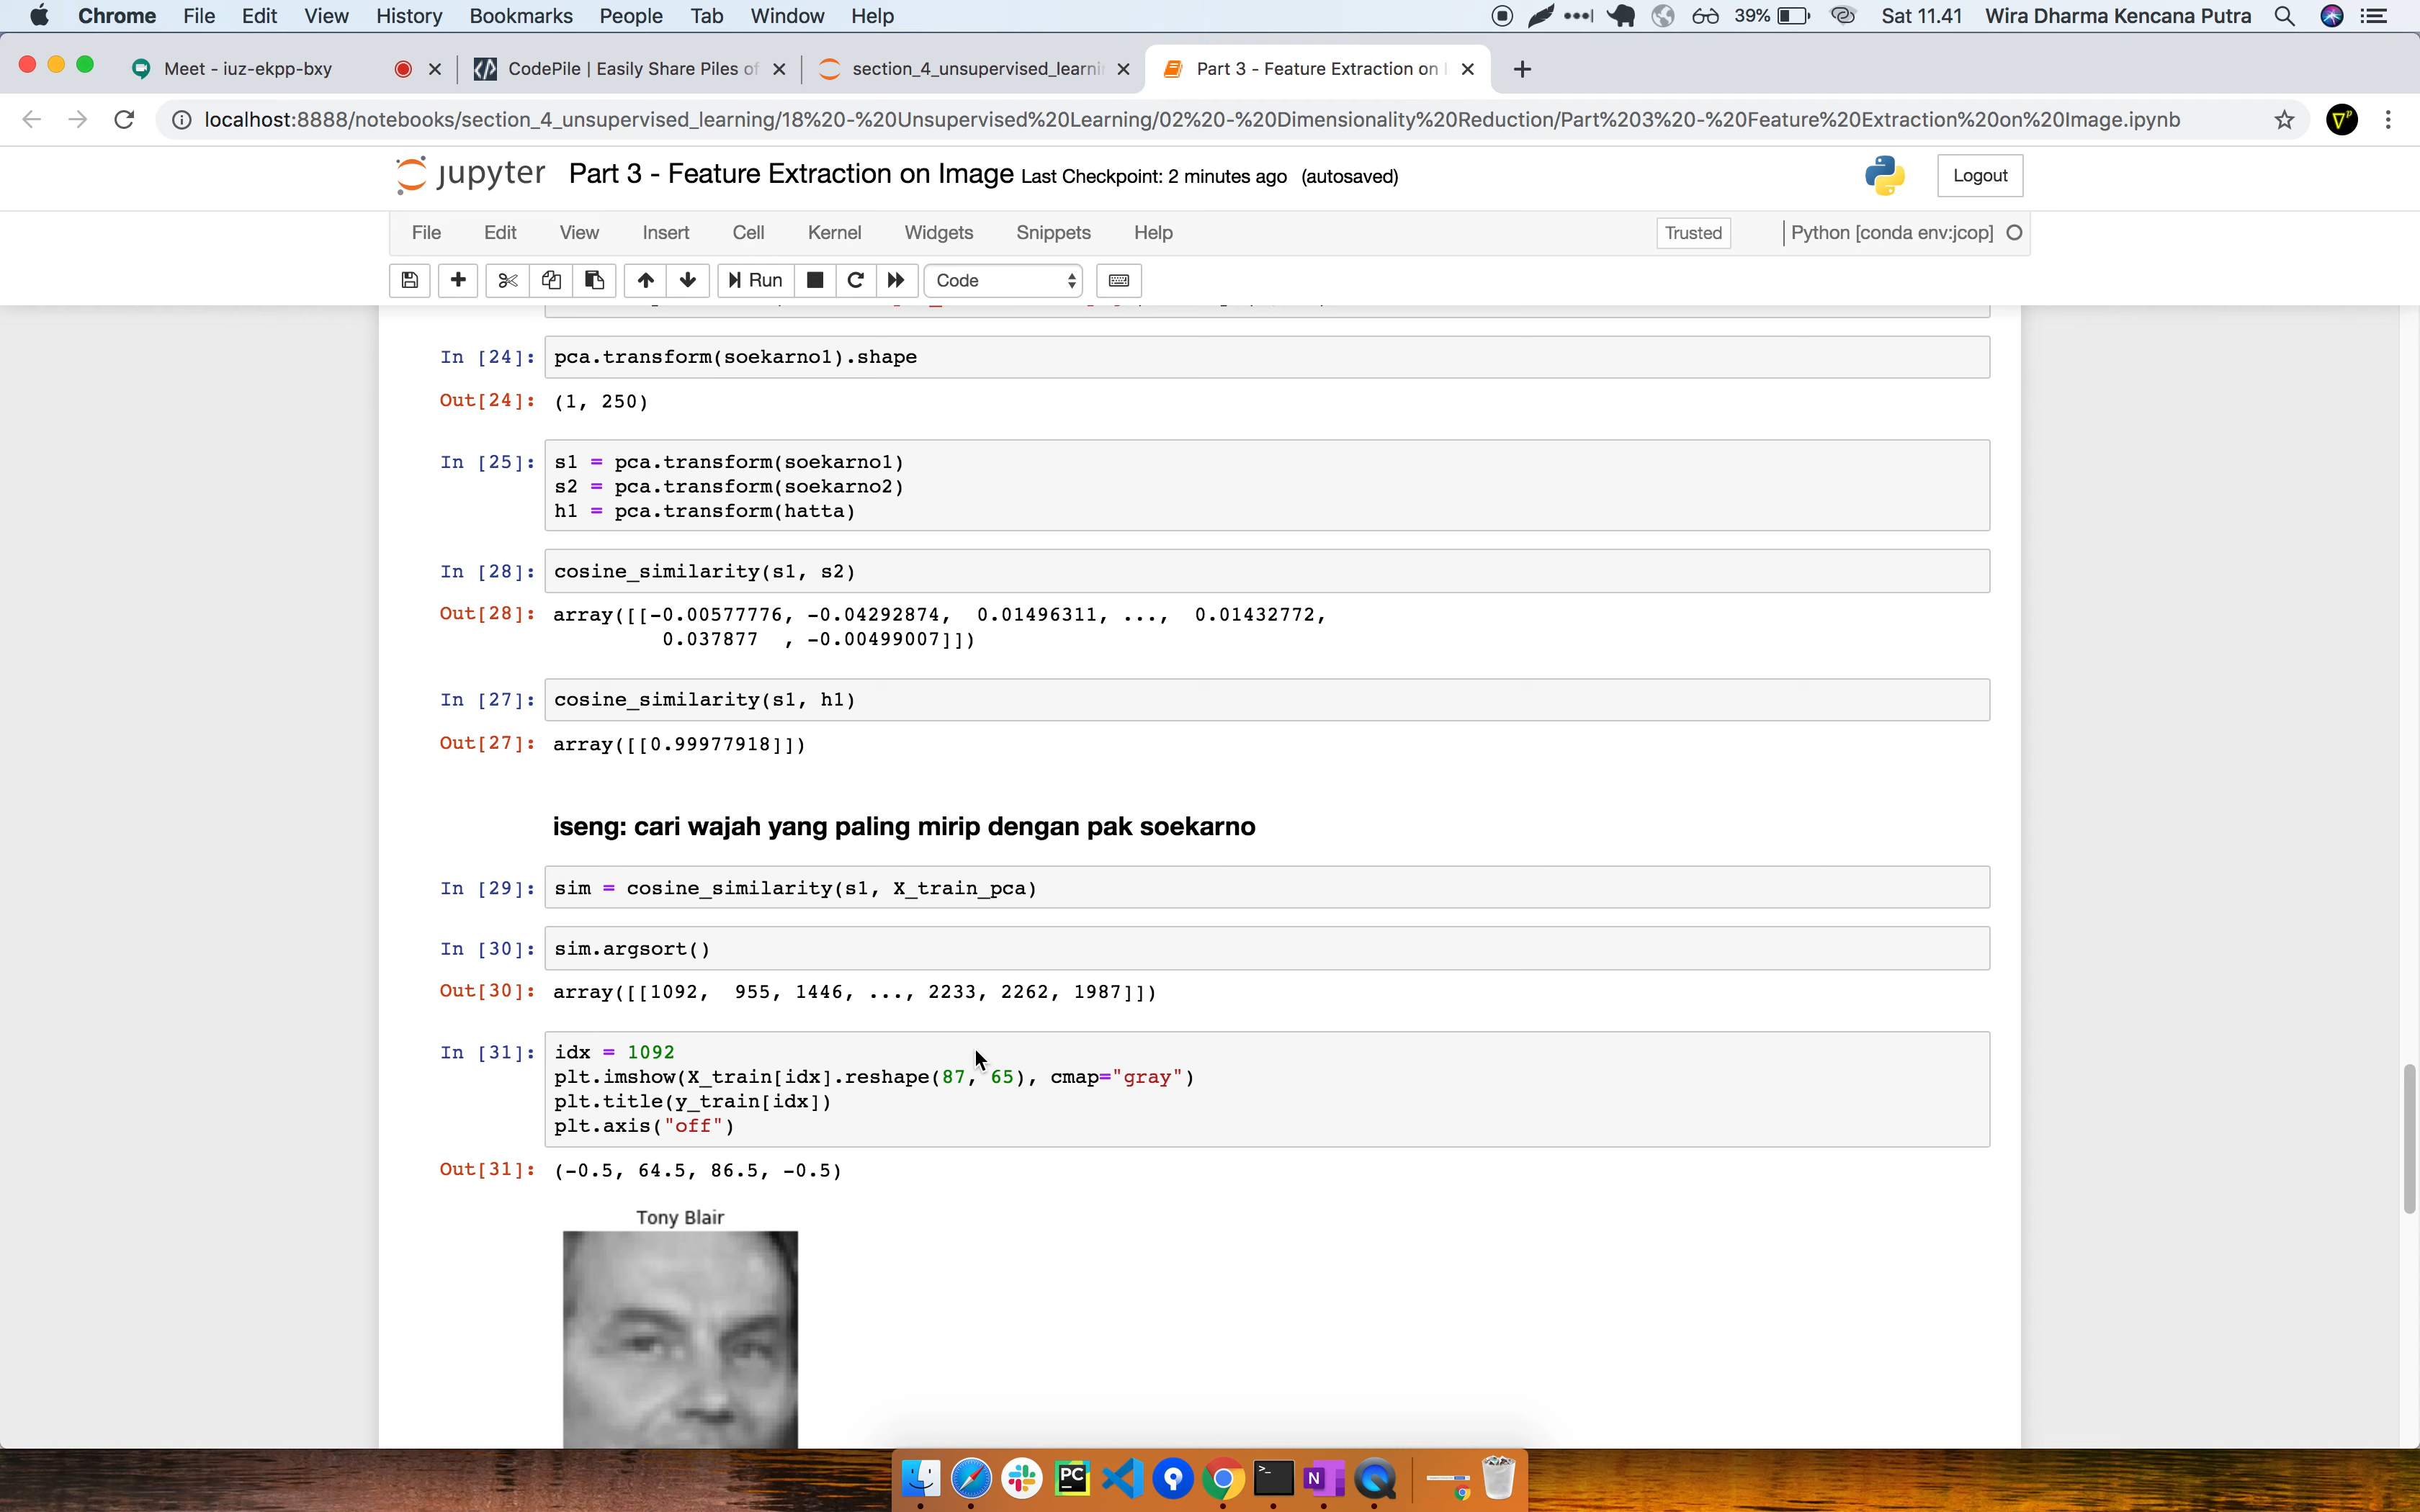 Chrome File Edit View History Bookmarks People Tab Window Help 39% Sat 11.41 Wira Dharma Kencana Putra
Meet - iuz-ekpp-bxy
CodePile | Easily Share Piles of
section_4_unsupervised_learni
Part 3 - Feature Extraction on
localhost:8888/notebooks/section_4_unsupervised_learning/18%20-%20Unsupervised%20Learning/02%20-%20Dimensionality%20Reduction/Part%203%20-%20Feature%20Extraction%20on%20Image.ipynb
jupyter Part 3 - Feature Extraction on Image Last Checkpoint: 2 minutes ago (autosaved)
Logout
File Edit View Insert Cell Kernel Widgets Snippets Help Trusted Python [conda env:jcop]
Run Code
In [24]: pca.transform(soekarno1).shape
Out[24]: (1, 250)
In [25]: s1 = pca.transform(soekarno1)
s2 = pca.transform(soekarno2)
h1 = pca.transform(hatta)
In [28]: cosine_similarity(s1, s2)
Out[28]: array([[-0.00577776, -0.04292874, 0.01496311, ..., 0.01432772,
0.037877 , -0.00499007]])
In [27]: cosine_similarity(s1, h1)
Out[27]: array([[0.99977918]])
iseng: cari wajah yang paling mirip dengan pak soekarno
In [29]: sim = cosine_similarity(s1, X_train_pca)
In [30]: sim.argsort()
Out[30]: array([[1092, 955, 1446, ..., 2233, 2262, 1987]])
In [31]: idx = 1092
plt.imshow(X_train[idx].reshape(87, 65), cmap="gray")
plt.title(y_train[idx])
plt.axis("off")
Out[31]: (-0.5, 64.5, 86.5, -0.5)
Tony Blair
PC
N